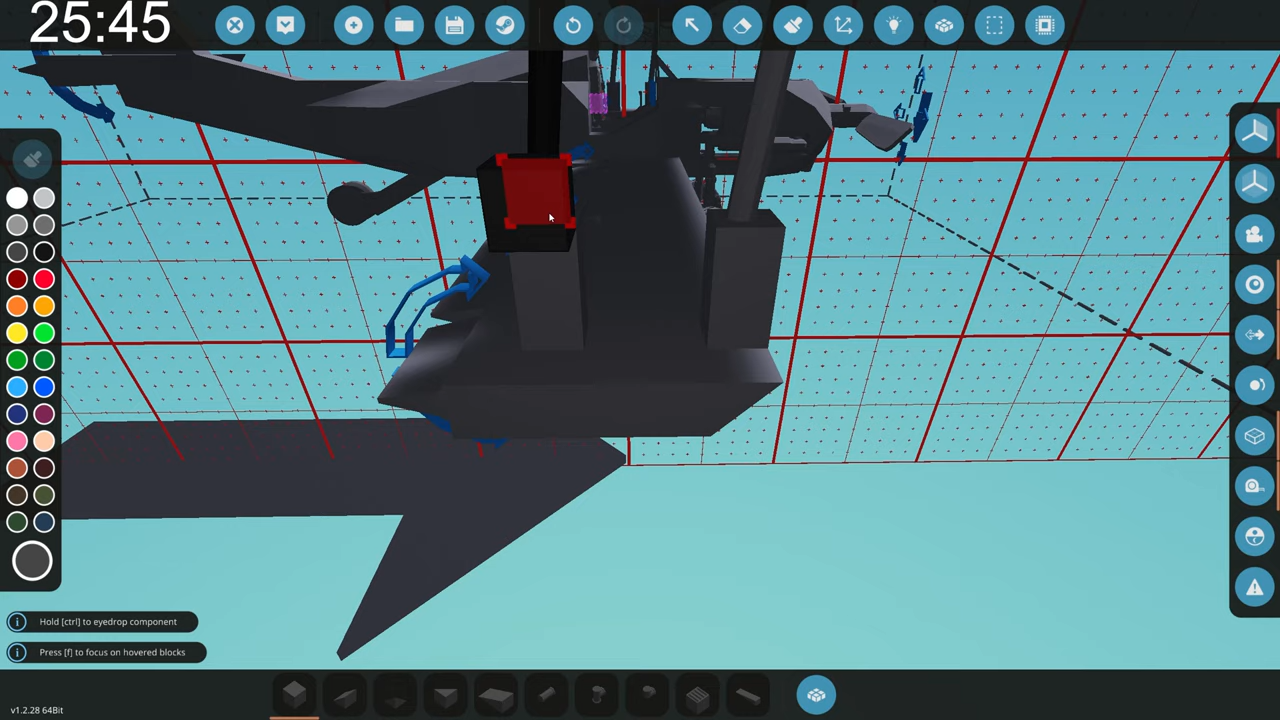 25:45
Hold [ctrl] to eyedrop component
Press [f] to focus on hovered blocks
v1.2.28 64Bit